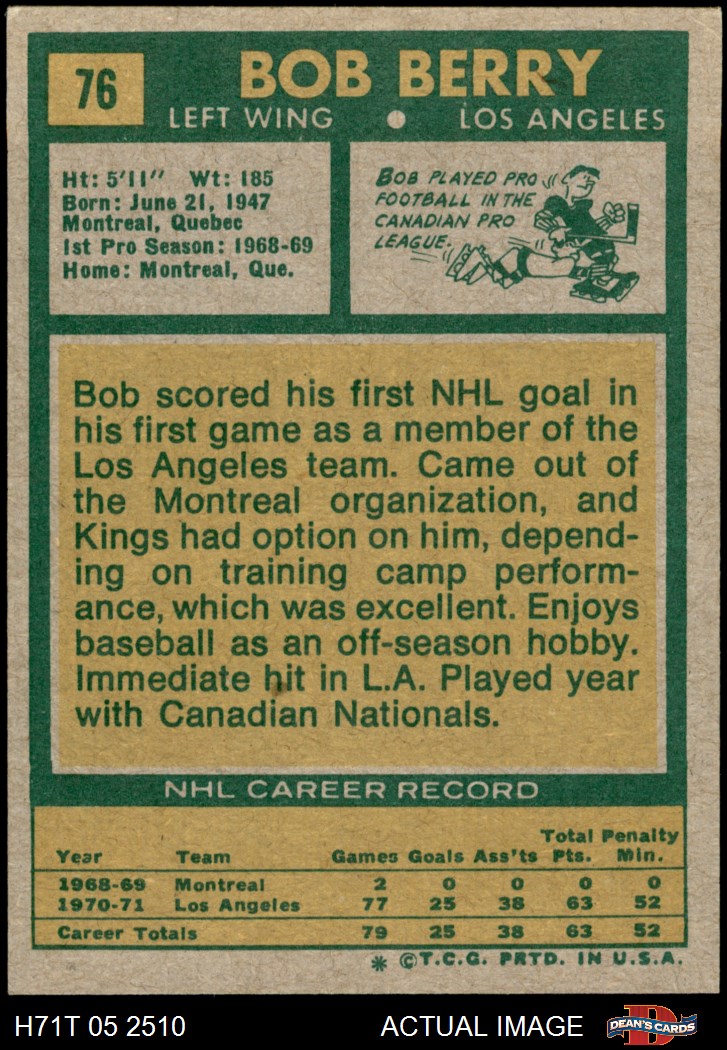 76
BOB BERRY
LEFT WING • LOS ANGELES
Ht: 5'11" Wt: 185
Born: June 21, 1947
Montreal, Quebec
1st Pro Season: 1968-69
Home: Montreal, Que.
BOB PLAYED PRO
FOOTBALL IN THE
CANADIAN PRO
LEAGUE.
Bob scored his first NHL goal in
his first game as a member of the
Los Angeles team. Came out of
the Montreal organization, and
Kings had option on him, depend-
ing on training camp perform-
ance, which was excellent. Enjoys
baseball as an off-season hobby.
Immediate hit in L.A. Played year
with Canadian Nationals.
NHL CAREER RECORD
Year Team Games Goals Ass'ts Total Pts. Penalty Min.
1968-69 Montreal 2 0 0 0 0
1970-71 Los Angeles 77 25 38 63 52
Career Totals 79 25 38 63 52
* ©T.C.G. PRTD. IN U.S.A.
H71T 05 2510 ACTUAL IMAGE DEAN'S CARDS